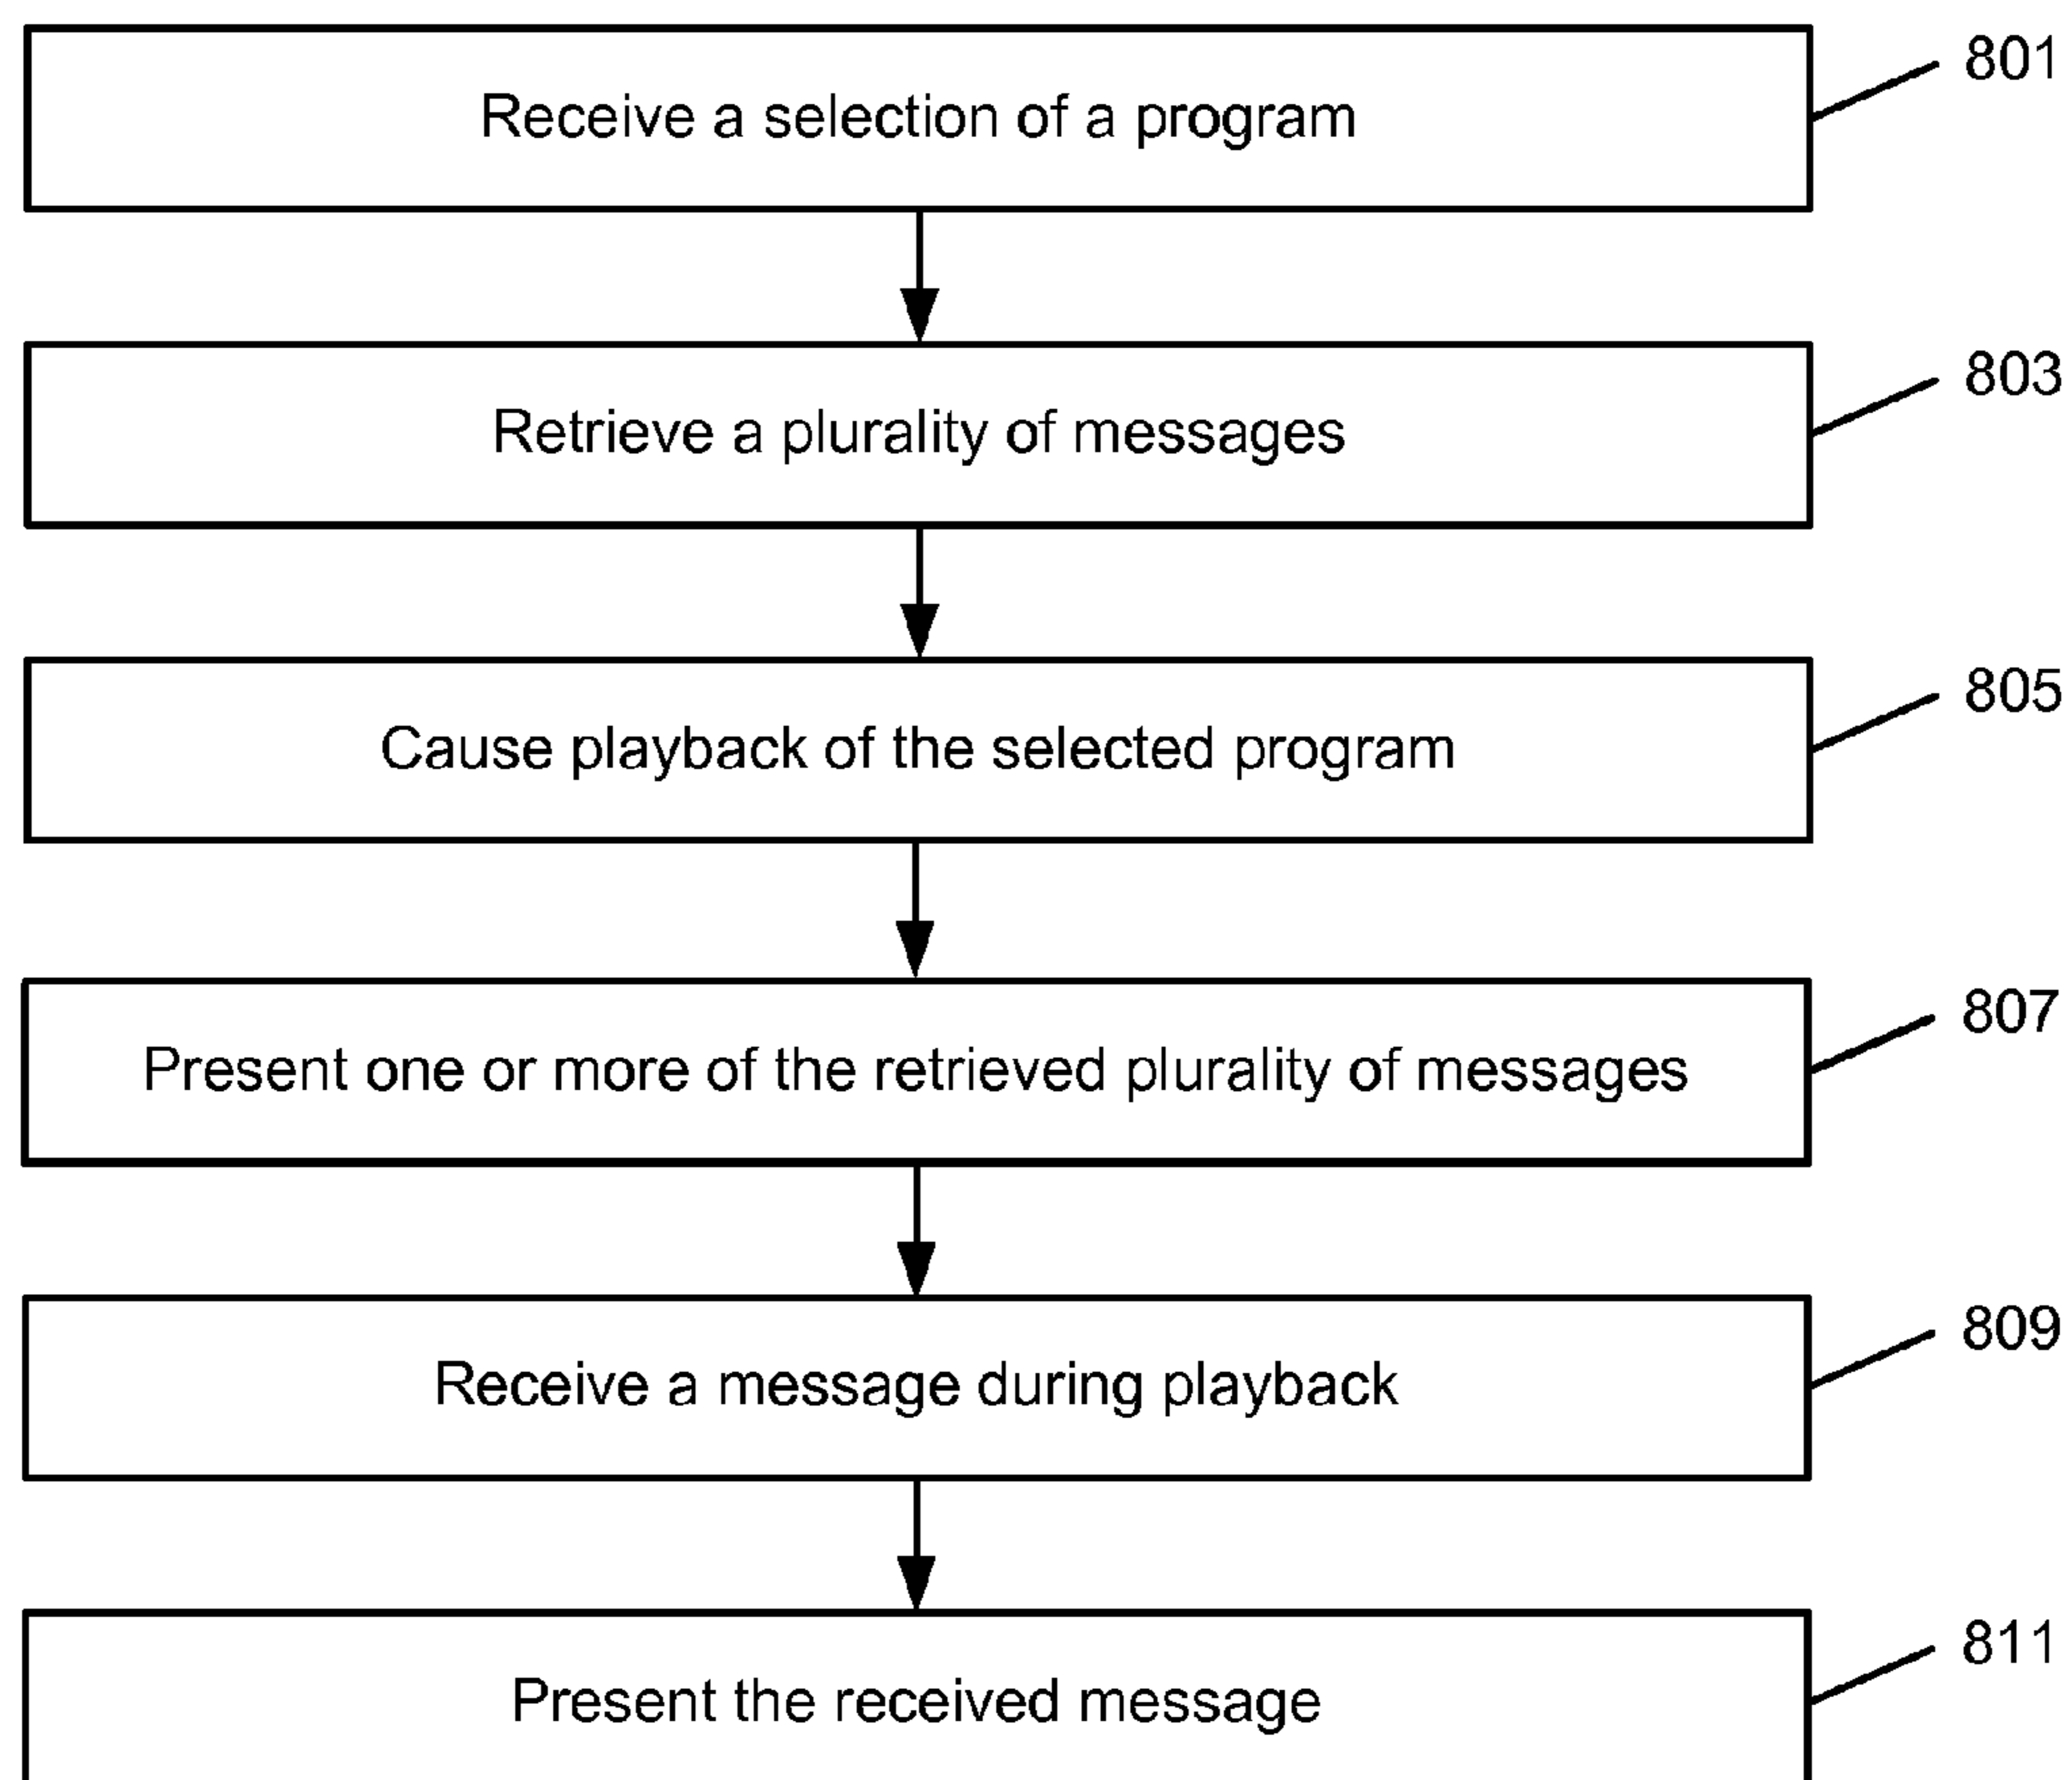 Receive a selection of a program
801
Retrieve a plurality of messages
803
Cause playback of the selected program
805
Present one or more of the retrieved plurality of messages
807
Receive a message during playback
809
Present the received message
811